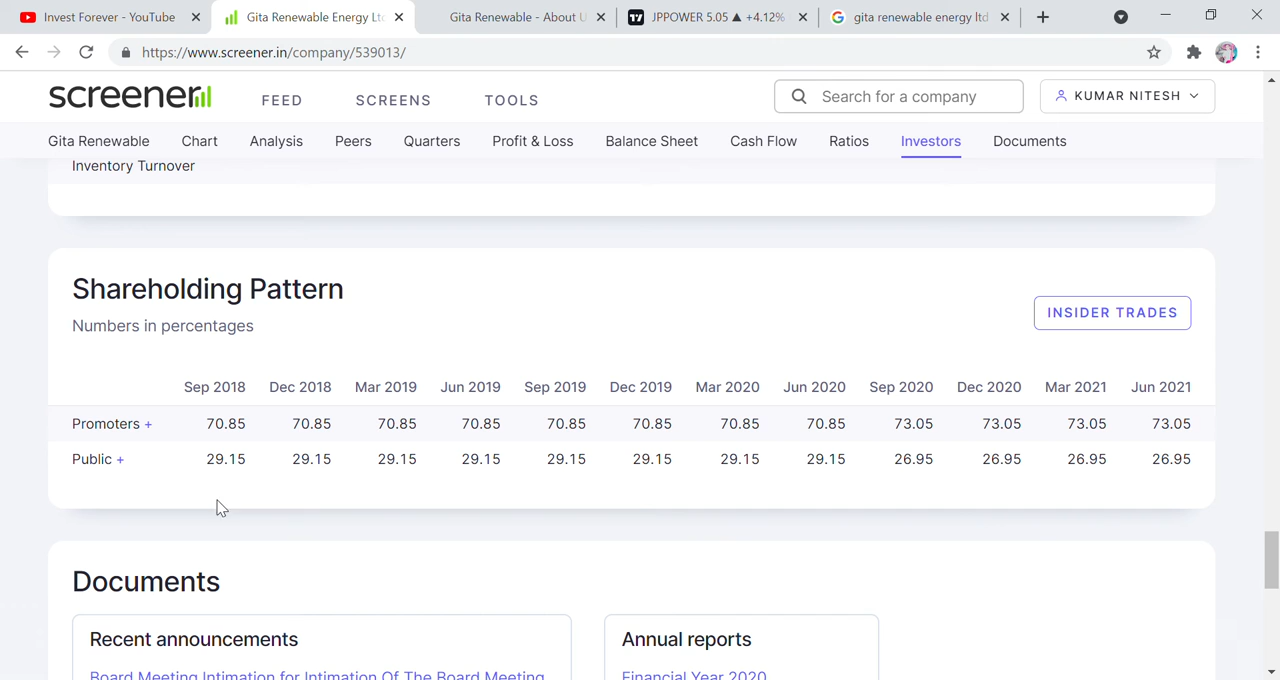 Invest Forever - YouTube
Gita Renewable Energy Lt
Gita Renewable - About U
JPPOWER 5.05 ▲ +4.12%
gita renewable energy ltd
https://www.screener.in/company/539013/
screener
FEED
SCREENS
TOOLS
Search for a company
KUMAR NITESH
Gita Renewable
Chart
Analysis
Peers
Quarters
Profit & Loss
Balance Sheet
Cash Flow
Ratios
Investors
Documents
Inventory Turnover
Shareholding Pattern
Numbers in percentages
INSIDER TRADES
Sep 2018 Dec 2018 Mar 2019 Jun 2019 Sep 2019 Dec 2019 Mar 2020 Jun 2020 Sep 2020 Dec 2020 Mar 2021 Jun 2021
Promoters + 70.85 70.85 70.85 70.85 70.85 70.85 70.85 70.85 73.05 73.05 73.05 73.05
Public + 29.15 29.15 29.15 29.15 29.15 29.15 29.15 29.15 26.95 26.95 26.95 26.95
Documents
Recent announcements
Annual reports
Board Meeting Intimation for Intimation Of The Board Meeting
Financial Year 2020